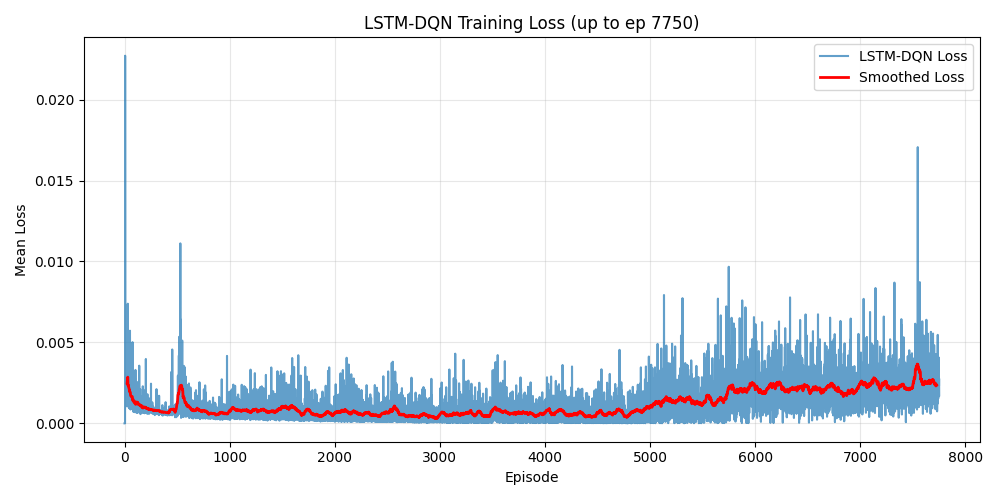 LSTM-DQN Training Loss (up to ep 7750)
LSTM-DQN Loss
Smoothed Loss
0.020
0.015
0.010
0.005
0.000
Mean Loss
0 1000 2000 3000 4000 5000 6000 7000 8000
Episode